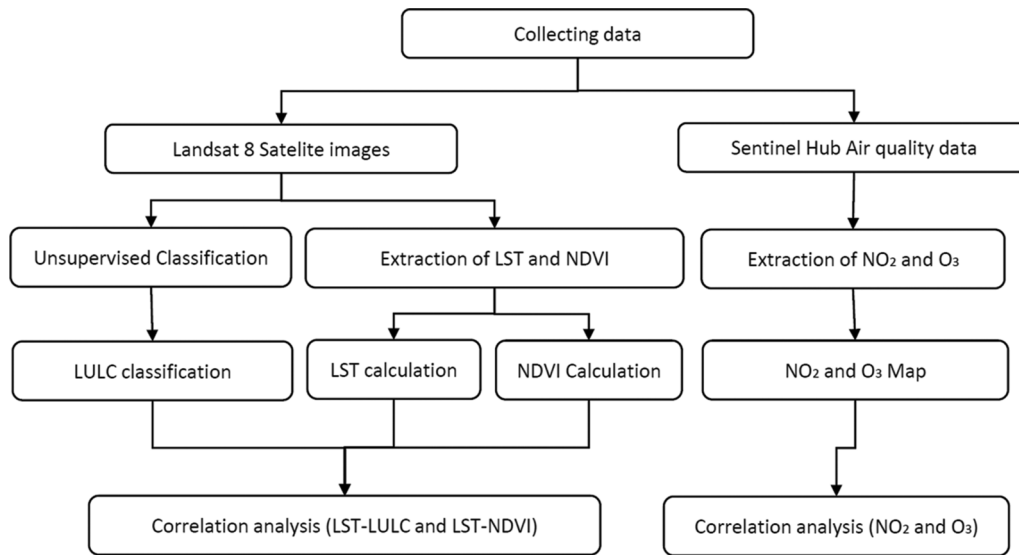 Collecting data
Landsat 8 Satelite images
Sentinel Hub Air quality data
Unsupervised Classification
Extraction of LST and NDVI
Extraction of NO₂ and O₃
LULC classification
LST calculation
NDVI Calculation
NO₂ and O₃ Map
Correlation analysis (LST-LULC and LST-NDVI)
Correlation analysis (NO₂ and O₃)